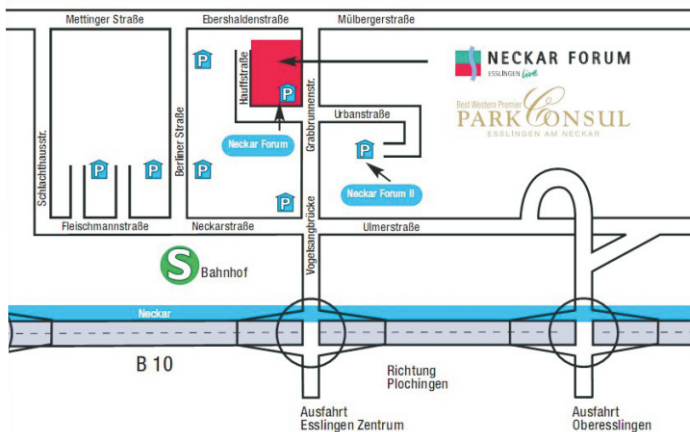 Mettinger Straße
Ebershaldenstraße
Mülbergerstraße
P
P
Hauffstraße
P
Grabbrunnenstr.
NECKAR FORUM
ESSLINGEN live
Best Western Premier
PARK CONSUL
ESSLINGEN AM NECKAR
Urbanstraße
Neckar Forum
P
Neckar Forum II
Schlachthausstr.
P
P
Berliner Straße
P
P
Vogelsangbrücke
Fleischmannstraße
Neckarstraße
Ulmerstraße
S
Bahnhof
Neckar
B 10
Richtung
Plochingen
Ausfahrt
Esslingen Zentrum
Ausfahrt
Oberesslingen